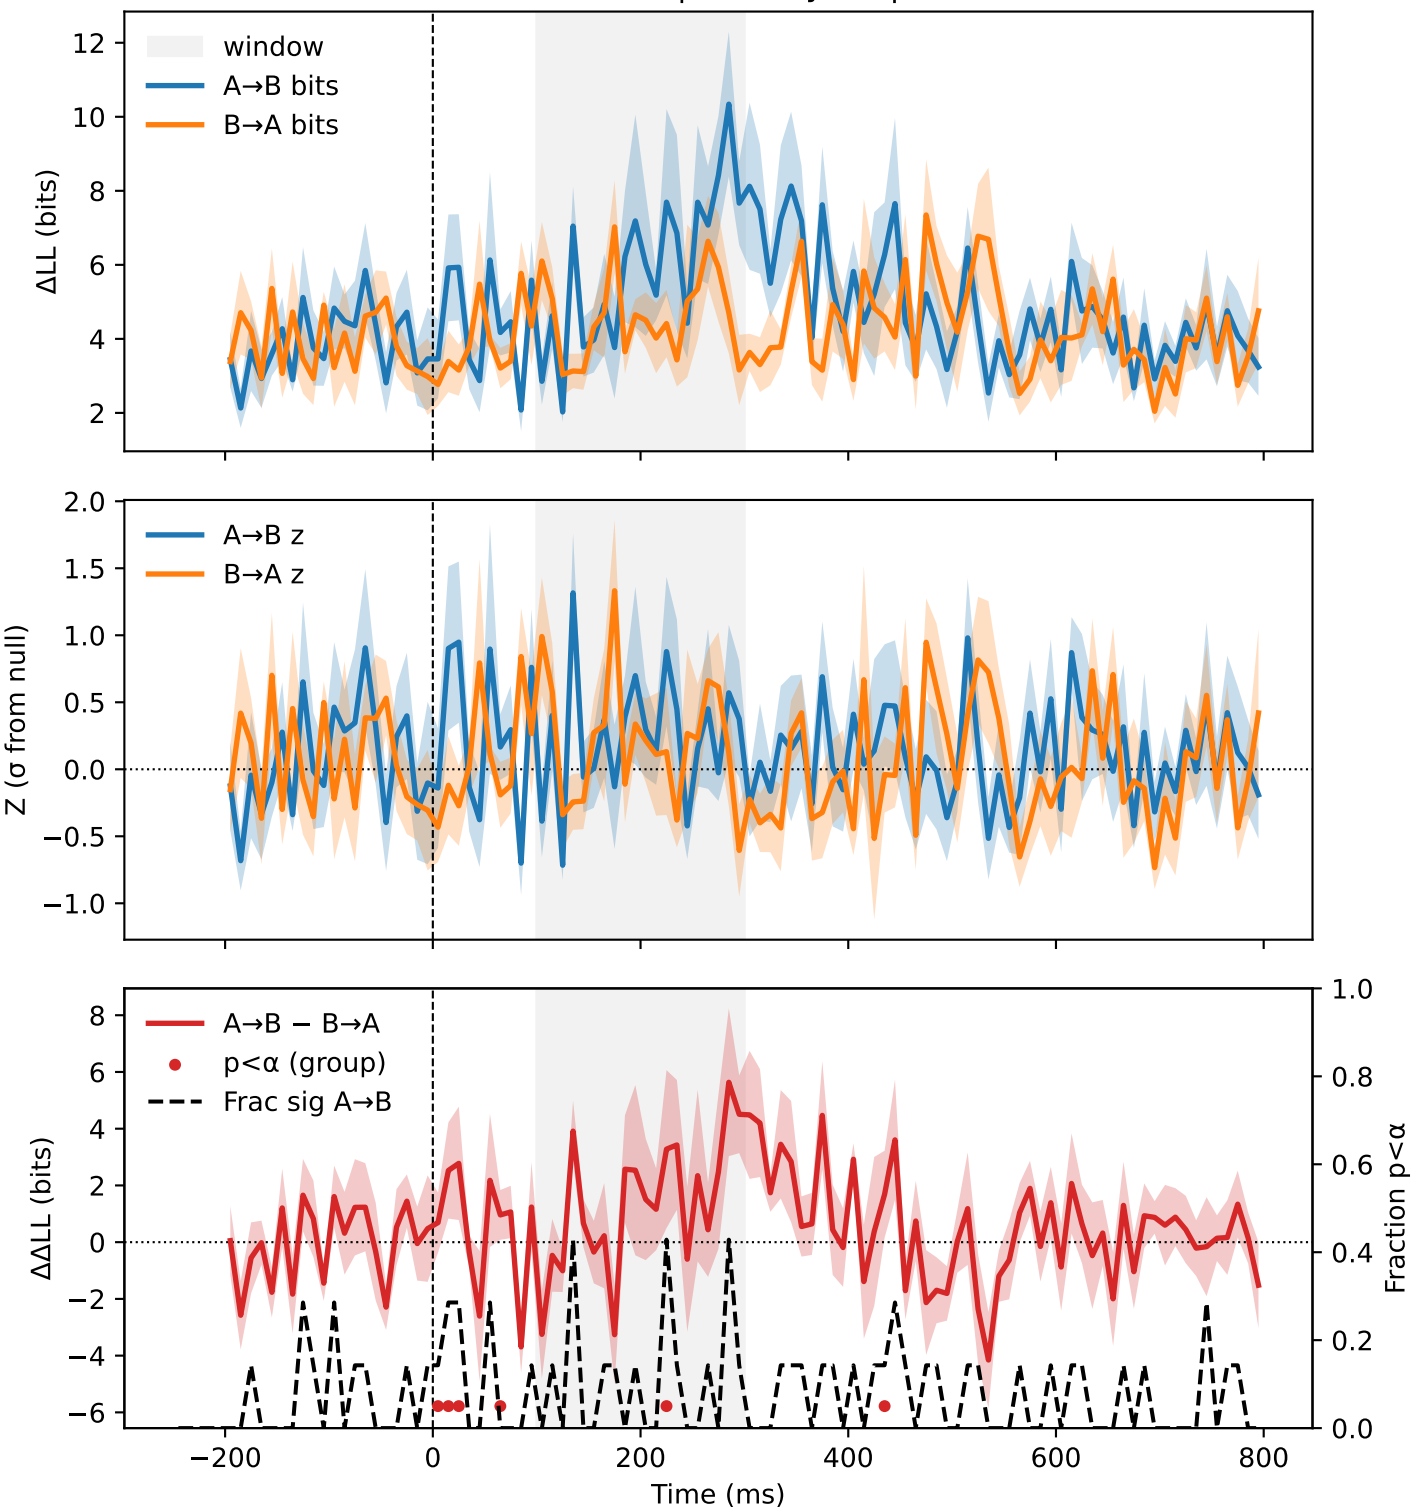 12
10
8
6
4
2
ΔLL (bits)
window
A→B bits
B→A bits
2.0
1.5
1.0
0.5
0.0
−0.5
−1.0
Z (σ from null)
A→B z
B→A z
8
6
4
2
0
−2
−4
−6
ΔΔLL (bits)
A→B − B→A
p<α (group)
Frac sig A→B
1.0
0.8
0.6
0.4
0.2
0.0
Fraction p<α
−200
0
200
400
600
800
Time (ms)